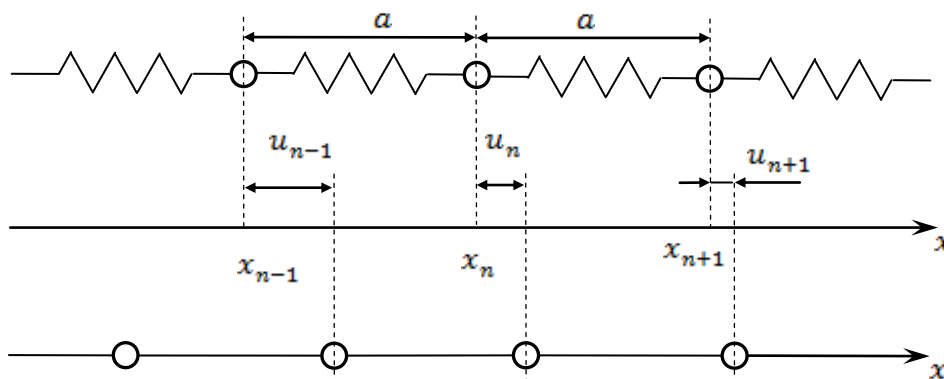 a a
u_{n-1} u_n u_{n+1}
x
x_{n-1} x_n x_{n+1}
x